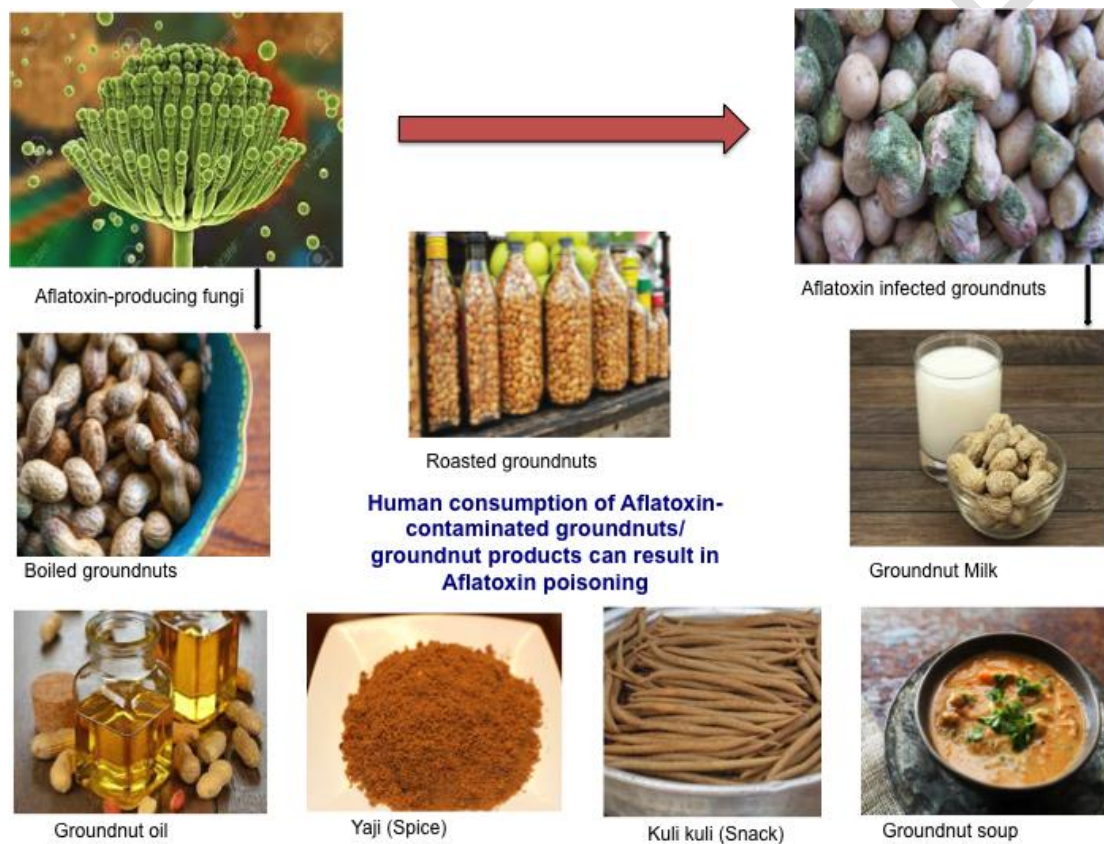 Aflatoxin-producing fungi
Aflatoxin infected groundnuts
Roasted groundnuts
Boiled groundnuts
Human consumption of Aflatoxin-
contaminated groundnuts/
groundnut products can result in
Aflatoxin poisoning
Groundnut Milk
Groundnut oil
Yaji (Spice)
Kuli kuli (Snack)
Groundnut soup